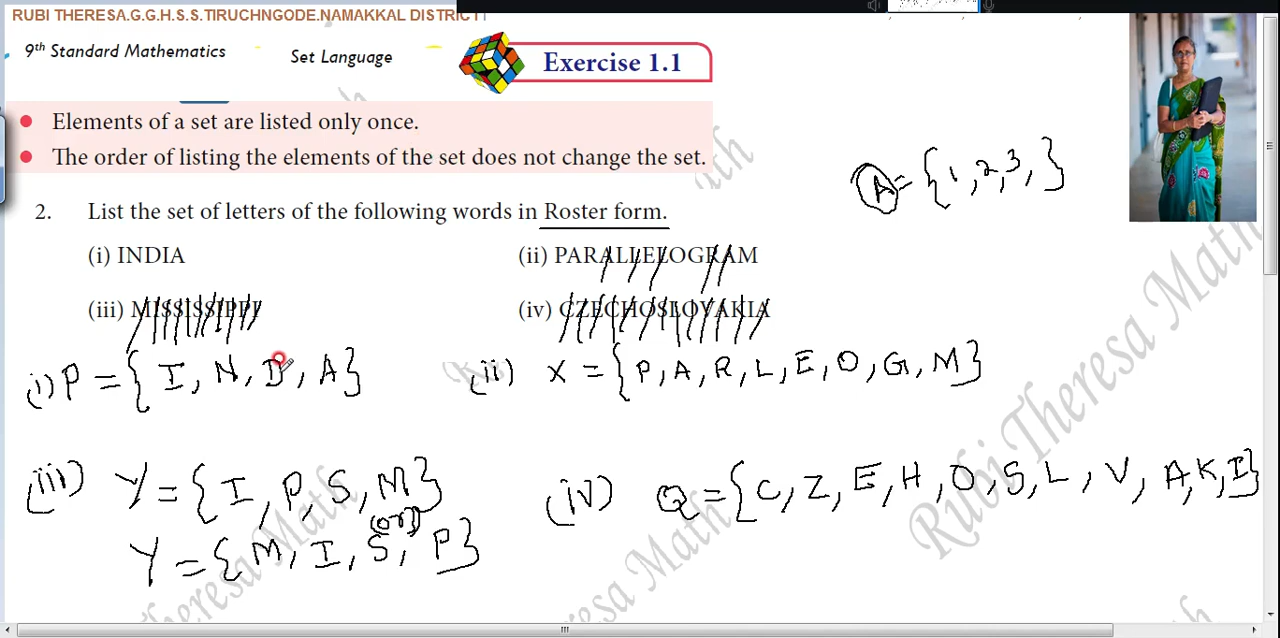 RUBI THERESA.G.G.H.S.S.TIRUCHNGODE.NAMAKKAL DISTRICT
9th Standard Mathematics
Set Language
Exercise 1.1
Elements of a set are listed only once.
The order of listing the elements of the set does not change the set.
A = {1, 2, 3, }
2. List the set of letters of the following words in Roster form.
(i) INDIA (ii) PARALLELOGRAM
(iii) MISSISSIPPI (iv) CZECHOSLOVAKIA
(i) P = { I, N, D, A}
(ii) X = { P, A, R, L, E, O, G, M}
(iii) Y = { I, P, S, M}
(or)
Y = { M, I, S, P}
(iv) Q = { C, Z, E, H, O, S, L, V, A, K, I}
Rubi Theresa Math
Rubi Theresa Math